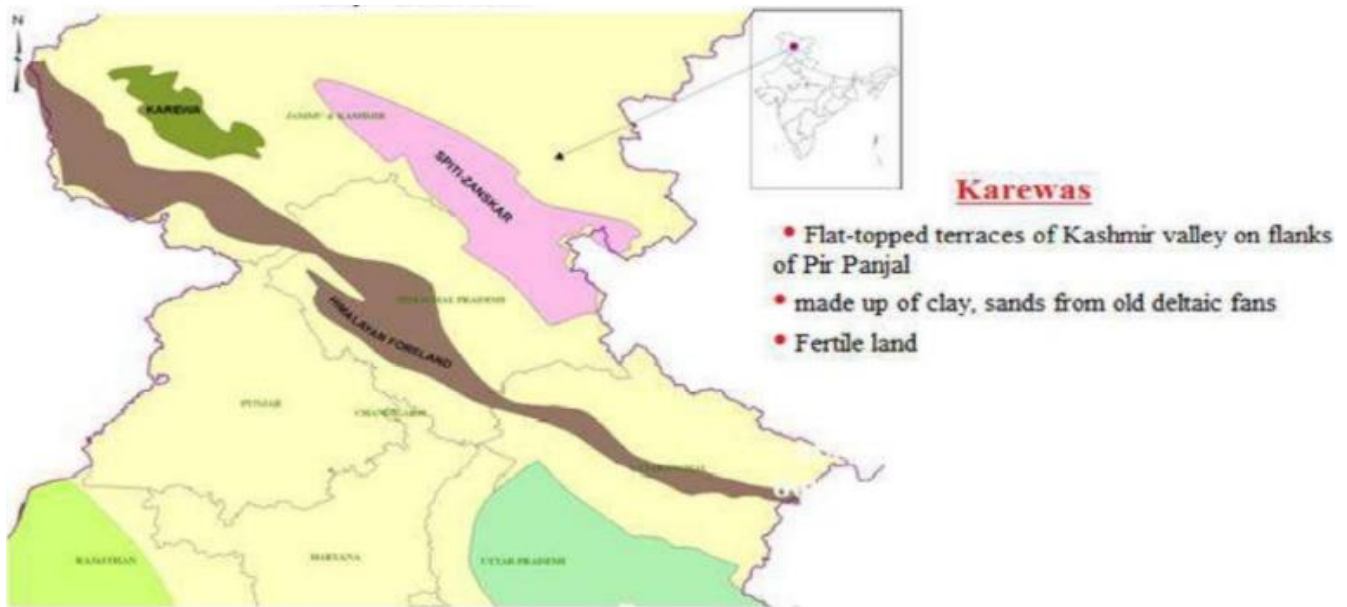 N
KAREWA
JAMMU & KASHMIR
SPITI-ZANSKAR
HIMACHAL PRADESH
HIMALAYAN FORELAND
PUNJAB
CHANDIGARH
RAJASTHAN
HARYANA
UTTAR PRADESH
Karewas
• Flat-topped terraces of Kashmir valley on flanks
of Pir Panjal
• made up of clay, sands from old deltaic fans
• Fertile land